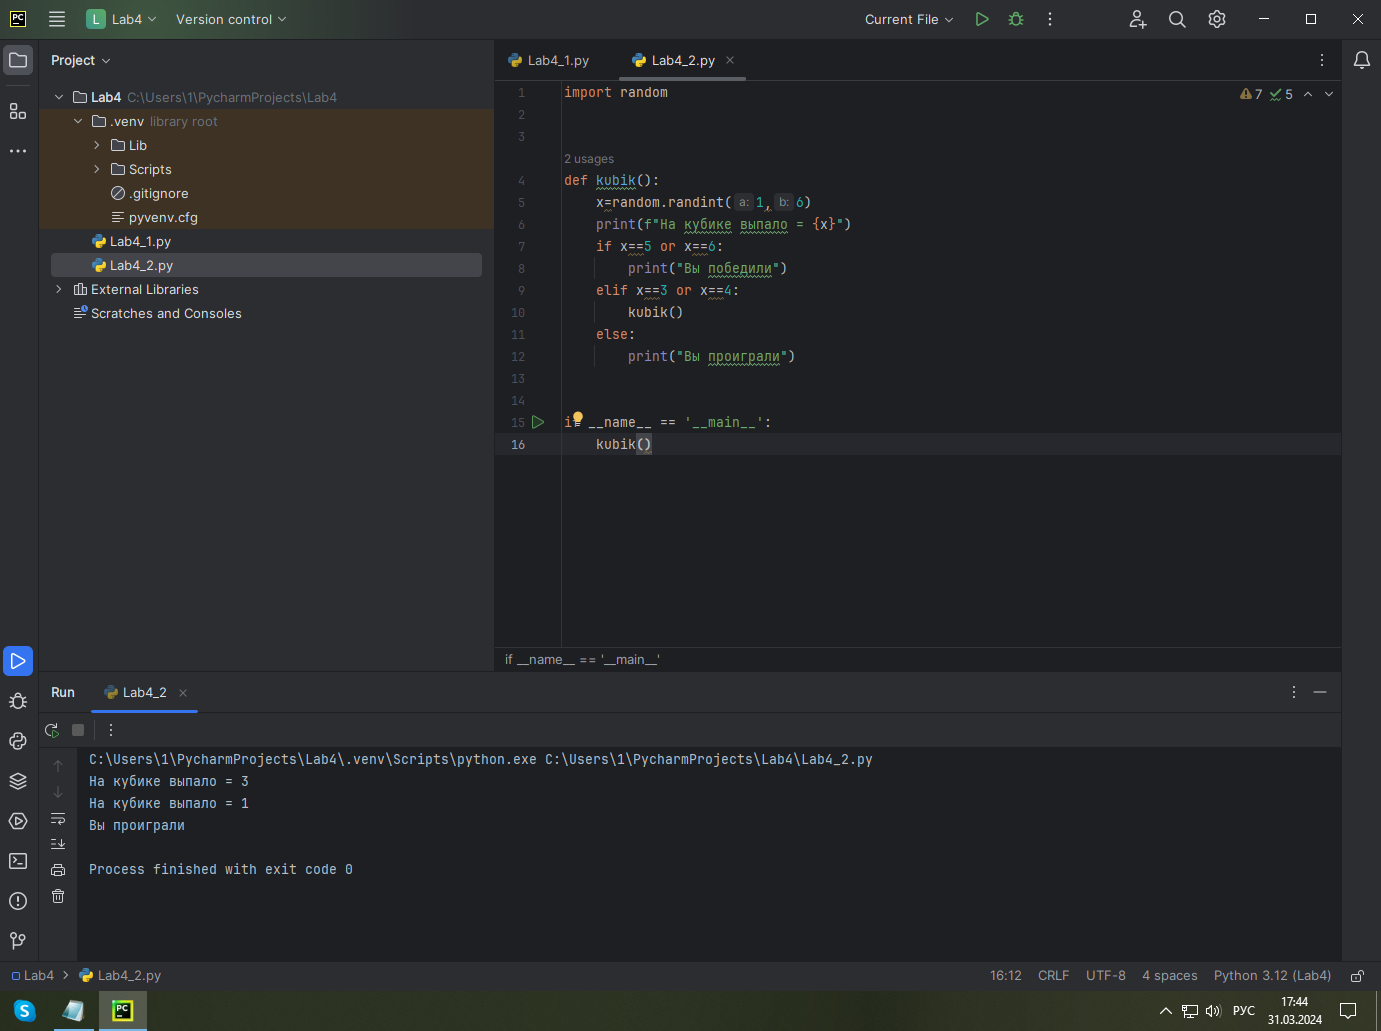 PC
L Lab4 Version control Current File
Project
Lab4 C:\Users\1\PycharmProjects\Lab4
.venv library root
Lib
Scripts
.gitignore
pyvenv.cfg
Lab4_1.py
Lab4_2.py
External Libraries
Scratches and Consoles
Lab4_1.py Lab4_2.py
7 5
1 import random
2
3
2 usages
4 def kubik():
5 x=random.randint( a: 1, b: 6)
6 print(f"На кубике выпало = {x}")
7 if x==5 or x==6:
8 print("Вы победили")
9 elif x==3 or x==4:
10 kubik()
11 else:
12 print("Вы проиграли")
13
14
15 if __name__ == '__main__':
16 kubik()
if __name__ == '__main__'
Run Lab4_2
C:\Users\1\PycharmProjects\Lab4\.venv\Scripts\python.exe C:\Users\1\PycharmProjects\Lab4\Lab4_2.py
На кубике выпало = 3
На кубике выпало = 1
Вы проиграли
Process finished with exit code 0
Lab4 Lab4_2.py
16:12 CRLF UTF-8 4 spaces Python 3.12 (Lab4)
S
PC
РУС
17:44
31.03.2024